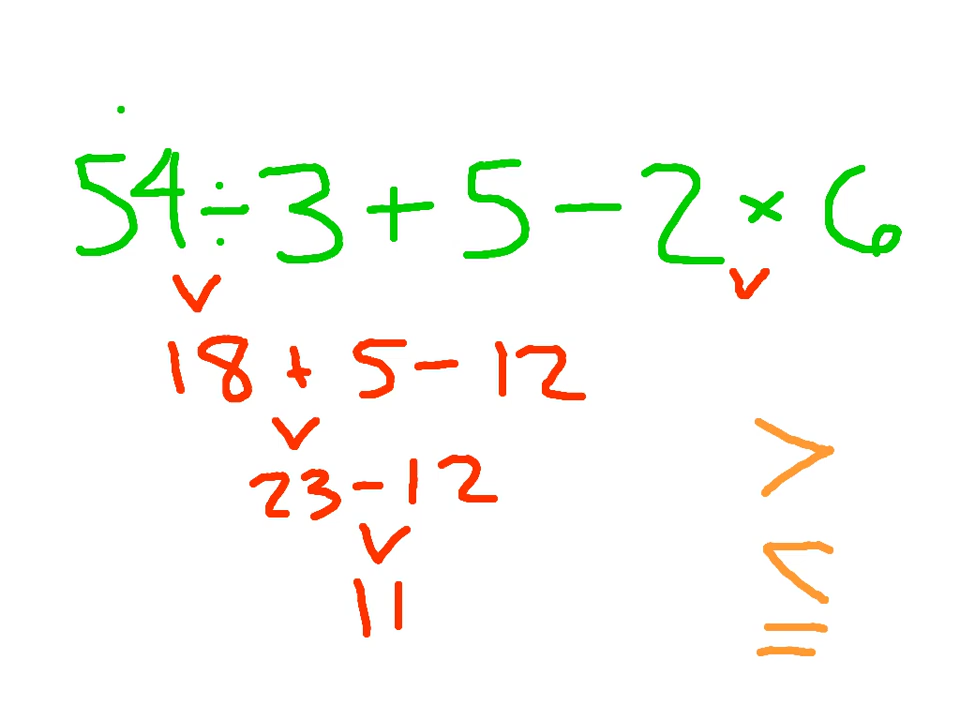 54 ÷ 3 + 5 − 2 × 6
18 + 5 − 12
23 − 12
11
>
<
=